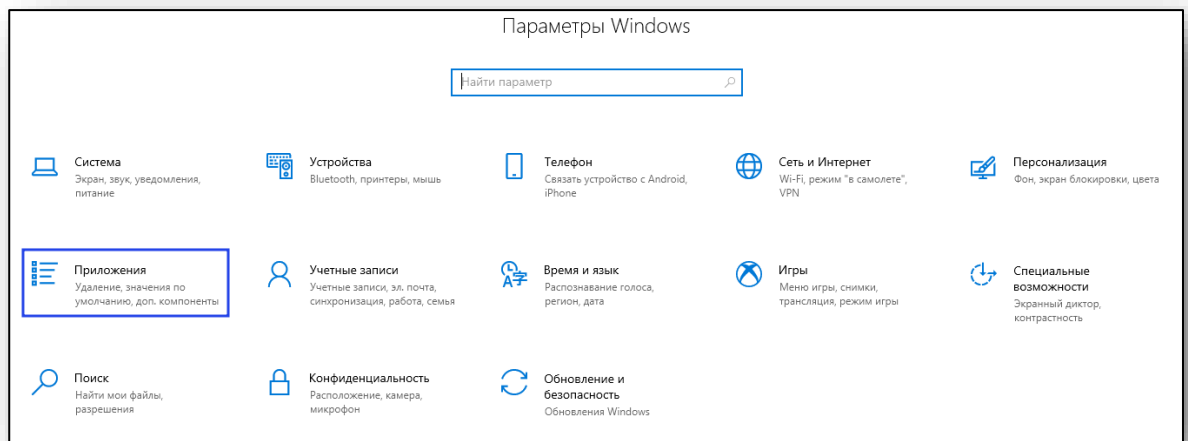 Параметры Windows
Найти параметр
Система
Экран, звук, уведомления,
питание
Устройства
Bluetooth, принтеры, мышь
Телефон
Связать устройство с Android,
iPhone
Сеть и Интернет
Wi-Fi, режим "в самолете",
VPN
Персонализация
Фон, экран блокировки, цвета
Приложения
Удаление, значения по
умолчанию, доп. компоненты
Учетные записи
Учетные записи, эл. почта,
синхронизация, работа, семья
Время и язык
Распознавание голоса,
регион, дата
Игры
Меню игры, снимки,
трансляция, режим игры
Специальные
возможности
Экранный диктор,
контрастность
Поиск
Найти мои файлы,
разрешения
Конфиденциальность
Расположение, камера,
микрофон
Обновление и
безопасность
Обновления Windows